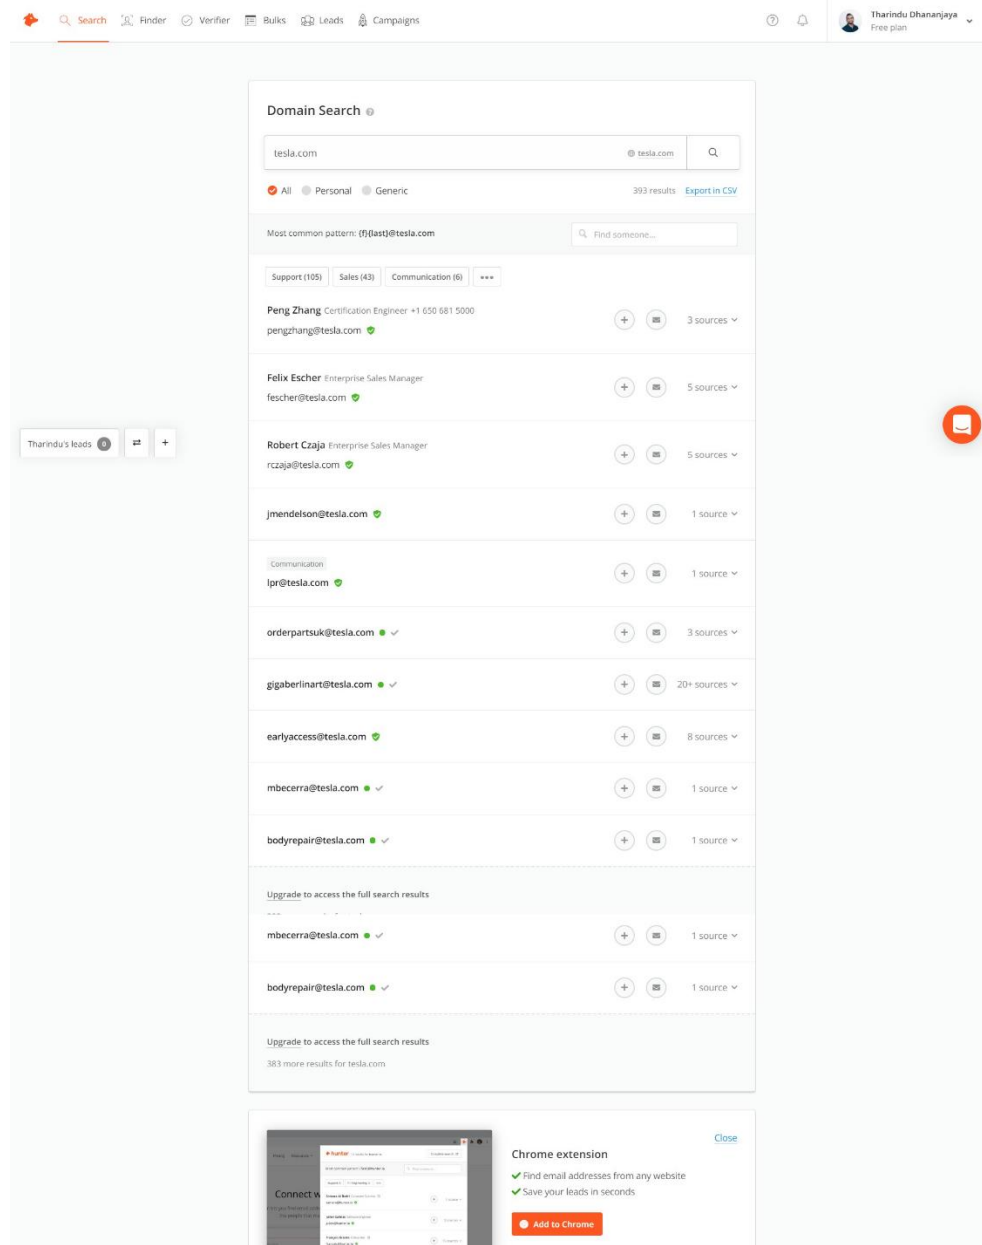 Search Finder Verifier Bulks Leads Campaigns
Tharindu Dhananjaya
Free plan
Domain Search
tesla.com tesla.com
All Personal Generic 393 results Export in CSV
Most common pattern: {f}{last}@tesla.com Find someone...
Support (105) Sales (43) Communication (6)
Peng Zhang Certification Engineer +1 650 681 5000
pengzhang@tesla.com 3 sources
Felix Escher Enterprise Sales Manager
fescher@tesla.com 5 sources
Tharindu's leads 0
Robert Czaja Enterprise Sales Manager
rczaja@tesla.com 5 sources
jmendelson@tesla.com 1 source
Communication
lpr@tesla.com 1 source
orderpartsuk@tesla.com 3 sources
gigaberlinart@tesla.com 20+ sources
earlyaccess@tesla.com 8 sources
mbecerra@tesla.com 1 source
bodyrepair@tesla.com 1 source
Upgrade to access the full search results
mbecerra@tesla.com 1 source
bodyrepair@tesla.com 1 source
Upgrade to access the full search results
383 more results for tesla.com
Close
Chrome extension
Find email addresses from any website
Save your leads in seconds
Add to Chrome
hunter
Connect w